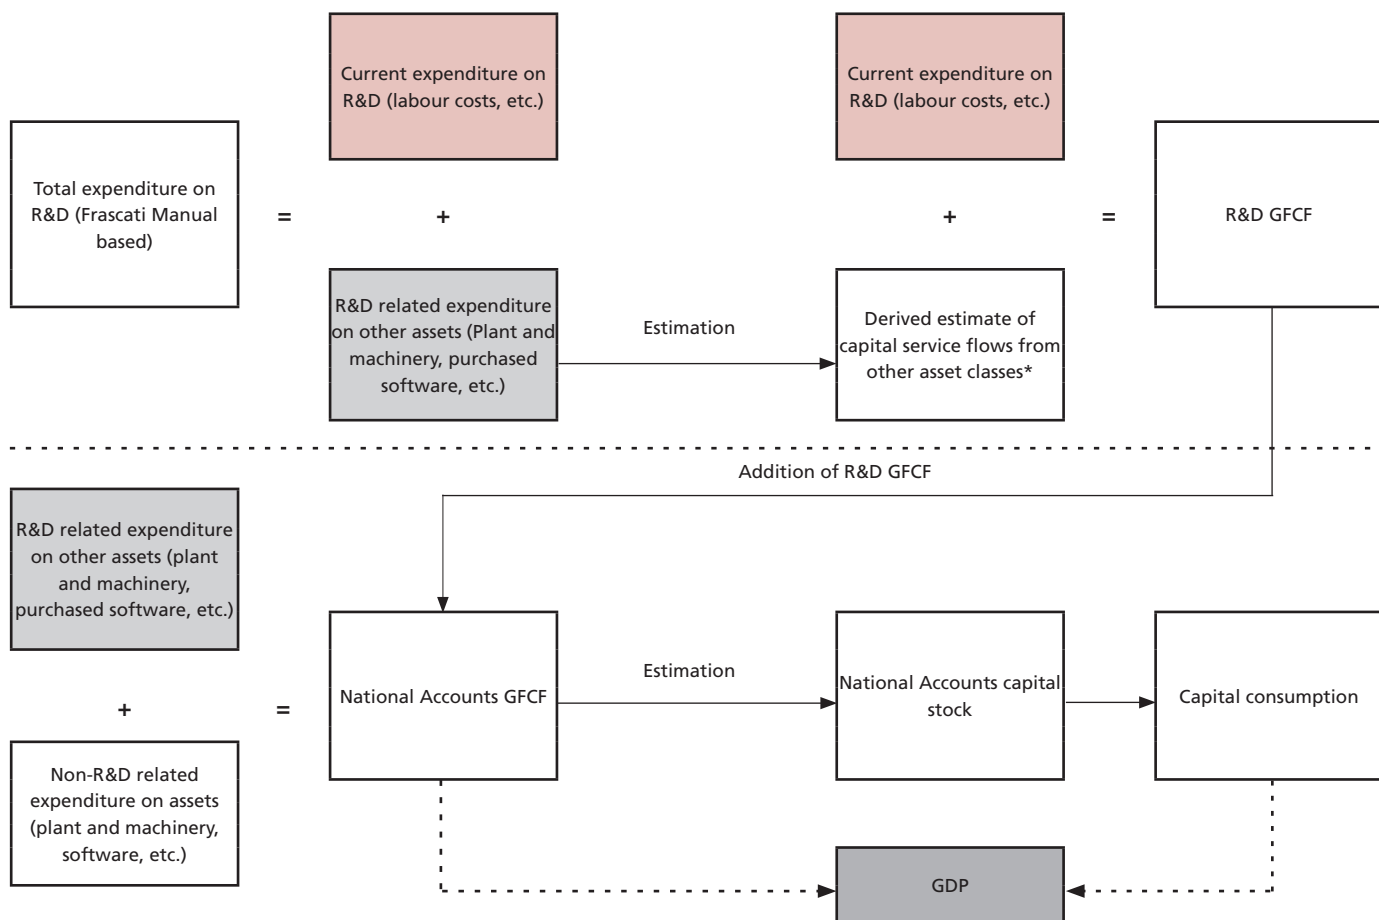 Current expenditure on
R&D (labour costs, etc.)
Current expenditure on
R&D (labour costs, etc.)
Total expenditure on
R&D (Frascati Manual
based)
=
+
+
=
R&D GFCF
R&D related expenditure
on other assets (Plant and
machinery, purchased
software, etc.)
Estimation
Derived estimate of
capital service flows from
other asset classes*
Addition of R&D GFCF
R&D related expenditure
on other assets (plant
and machinery,
purchased software, etc.)
+
=
National Accounts GFCF
Estimation
National Accounts capital
stock
Capital consumption
Non-R&D related
expenditure on assets
(plant and machinery,
software, etc.)
GDP